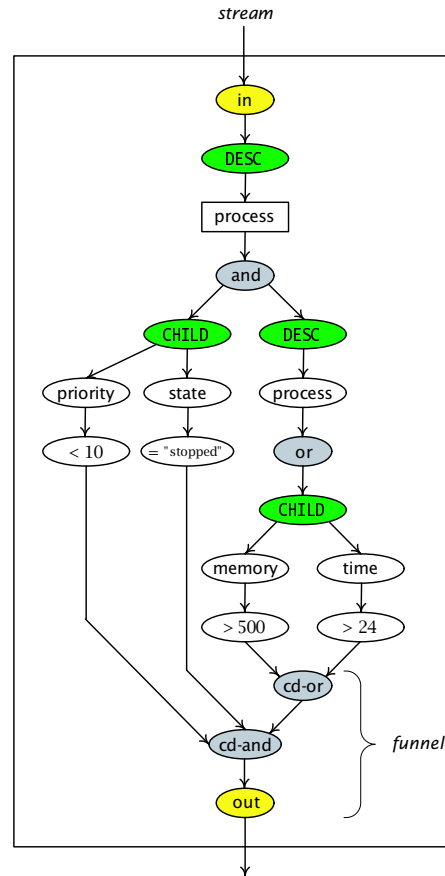 stream
in
DESC
process
and
CHILD
DESC
priority
state
process
< 10
= "stopped"
or
CHILD
memory
time
> 500
> 24
cd-or
cd-and
funnel
out